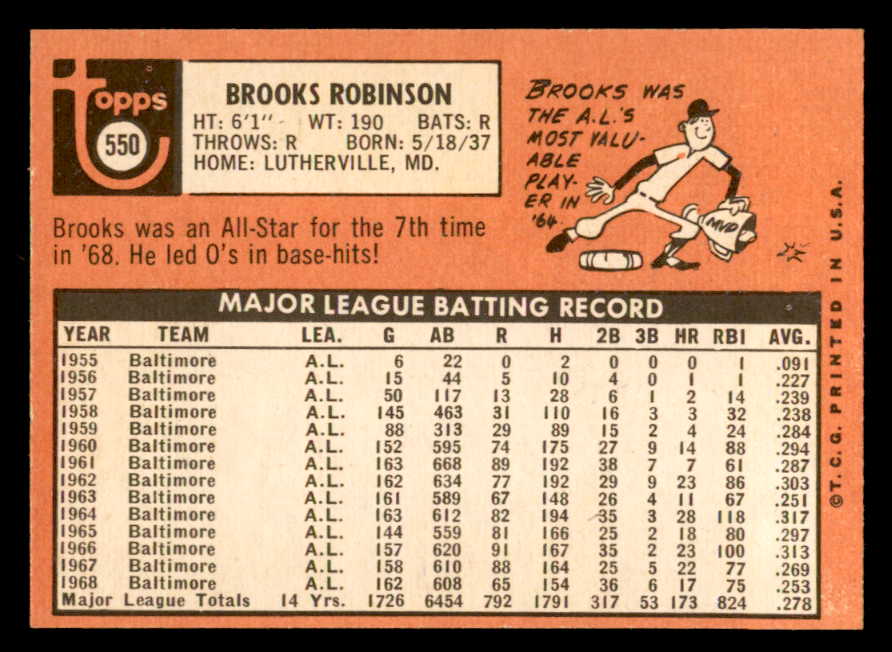 topps
550
BROOKS ROBINSON
HT: 6'1" WT: 190 BATS: R
THROWS: R BORN: 5/18/37
HOME: LUTHERVILLE, MD.
BROOKS WAS
THE A.L.'S
MOST VALU-
ABLE
PLAY-
ER IN
'64.
MVP
Brooks was an All-Star for the 7th time
in '68. He led O's in base-hits!
MAJOR LEAGUE BATTING RECORD
YEAR TEAM LEA. G AB R H 2B 3B HR RBI AVG.
1955 Baltimore A.L. 6 22 0 2 0 0 0 1 .091
1956 Baltimore A.L. 15 44 5 10 4 0 1 1 .227
1957 Baltimore A.L. 50 117 13 28 6 1 2 14 .239
1958 Baltimore A.L. 145 463 31 110 16 3 3 32 .238
1959 Baltimore A.L. 88 313 29 89 15 2 4 24 .284
1960 Baltimore A.L. 152 595 74 175 27 9 14 88 .294
1961 Baltimore A.L. 163 668 89 192 38 7 7 61 .287
1962 Baltimore A.L. 162 634 77 192 29 9 23 86 .303
1963 Baltimore A.L. 161 589 67 148 26 4 11 67 .251
1964 Baltimore A.L. 163 612 82 194 35 3 28 118 .317
1965 Baltimore A.L. 144 559 81 166 25 2 18 80 .297
1966 Baltimore A.L. 157 620 91 167 35 2 23 100 .313
1967 Baltimore A.L. 158 610 88 164 25 5 22 77 .269
1968 Baltimore A.L. 162 608 65 154 36 6 17 75 .253
Major League Totals 14 Yrs. 1726 6454 792 1791 317 53 173 824 .278
©T.C.G. PRINTED IN U.S.A.